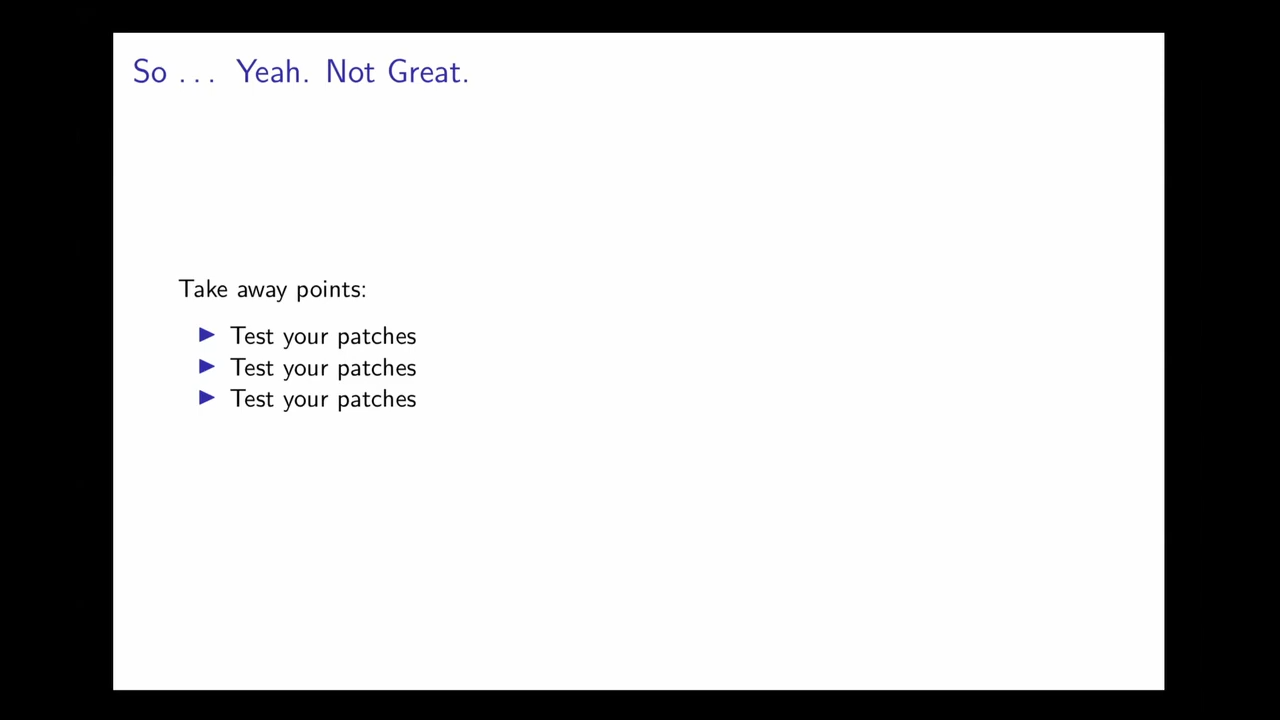 So ... Yeah. Not Great.
Take away points:
▶ Test your patches
▶ Test your patches
▶ Test your patches